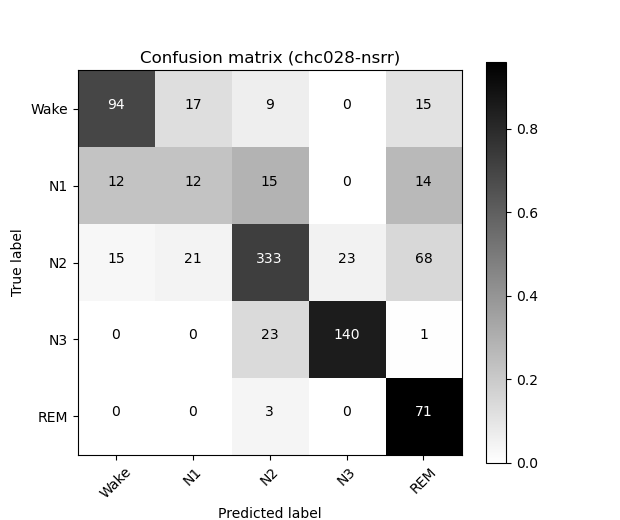 Confusion matrix (chc028-nsrr)
Wake 94 17 9 0 15
N1 12 12 15 0 14
N2 15 21 333 23 68
N3 0 0 23 140 1
REM 0 0 3 0 71
Wake N1 N2 N3 REM
True label
Predicted label
0.8
0.6
0.4
0.2
0.0